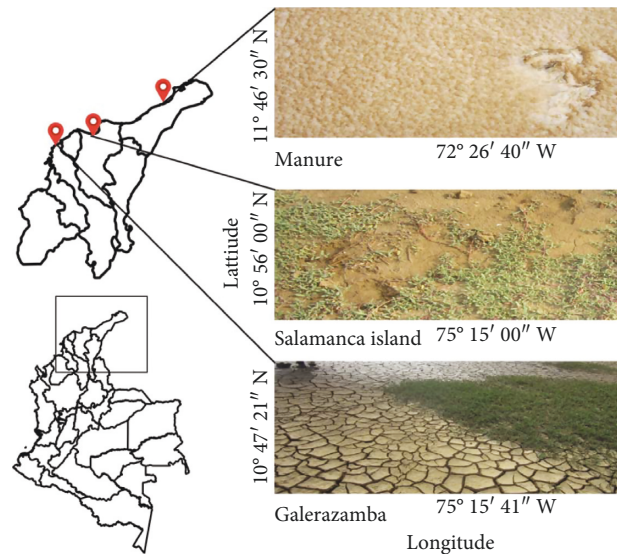 11° 46′ 30″ N
Manure
72° 26′ 40″ W
Lattiude
10° 56′ 00″ N
Salamanca island
75° 15′ 00″ W
10° 47′ 21″ N
Galerazamba
75° 15′ 41″ W
Longitude